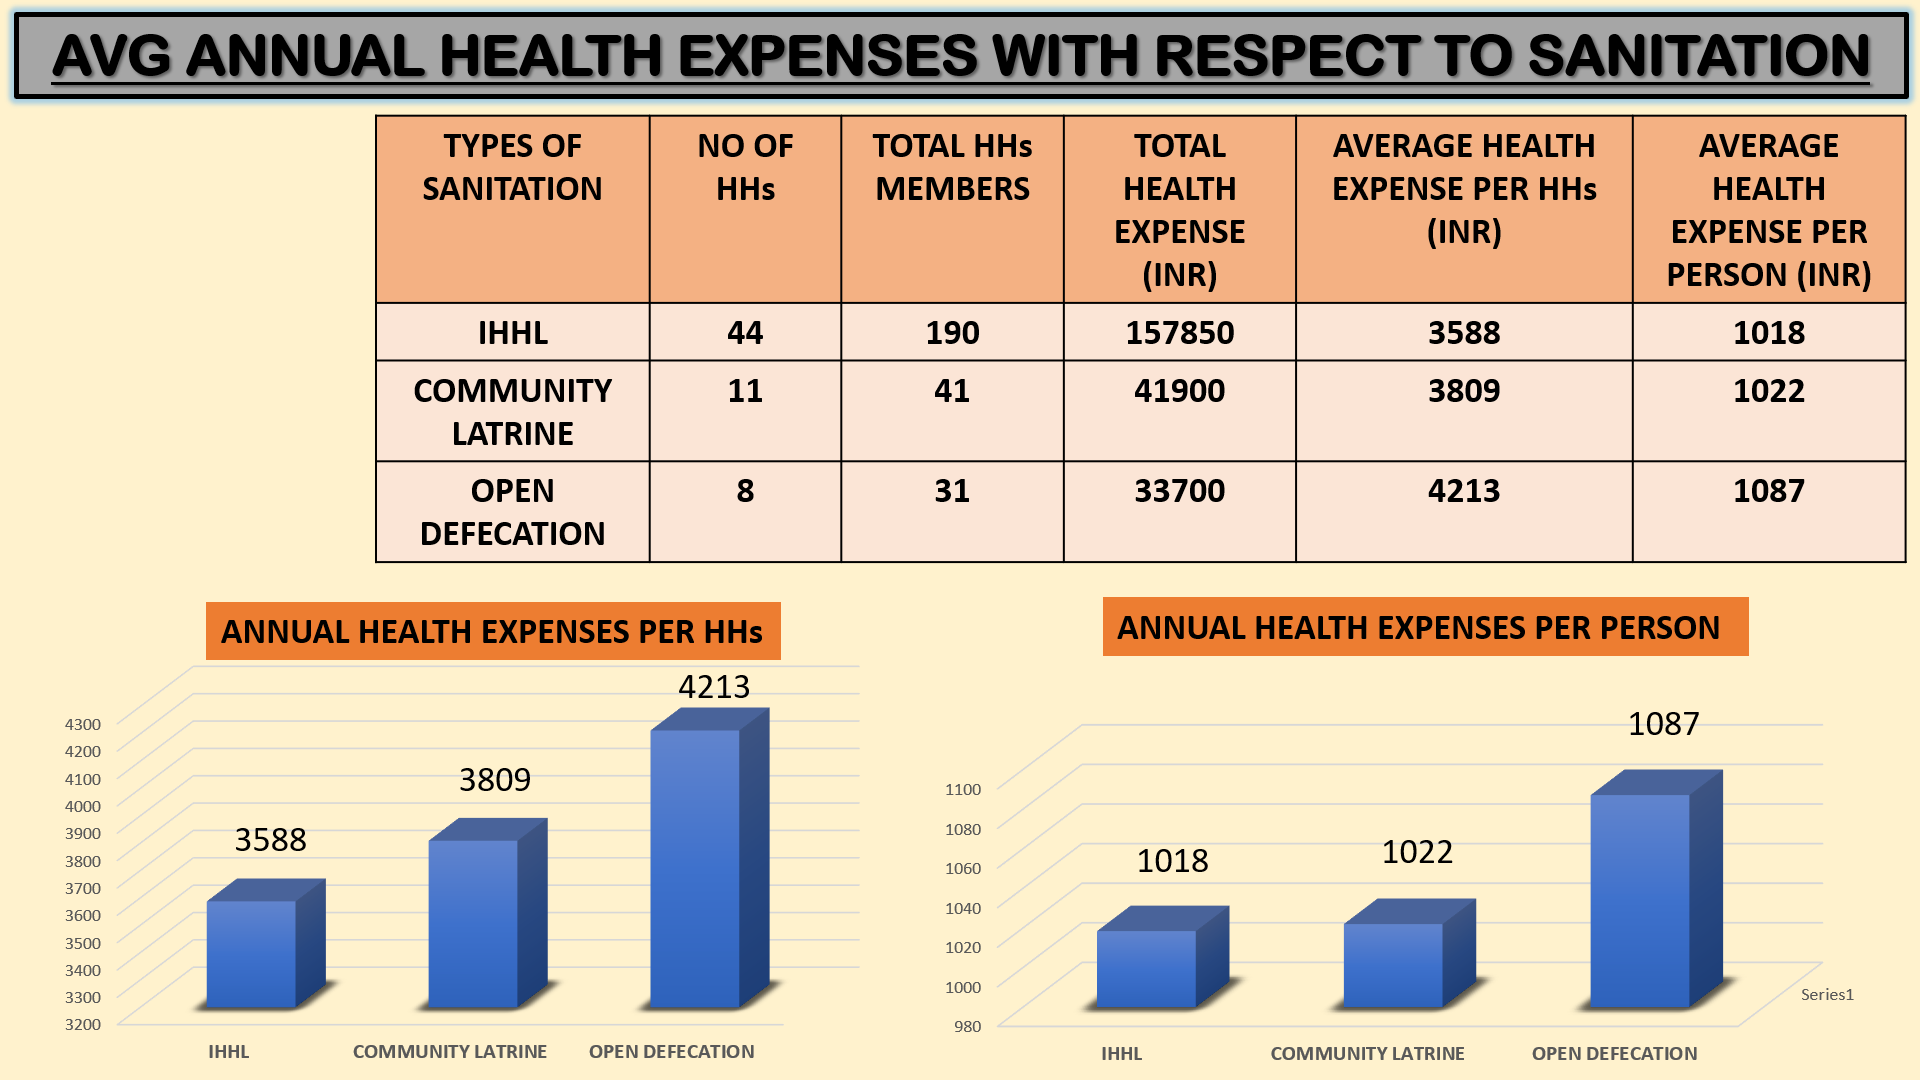 AVG ANNUAL HEALTH EXPENSES WITH RESPECT TO SANITATION
TYPES OF
SANITATION
NO OF
HHs
TOTAL HHs
MEMBERS
TOTAL
HEALTH
EXPENSE
(INR)
AVERAGE HEALTH
EXPENSE PER HHs
(INR)
AVERAGE
HEALTH
EXPENSE PER
PERSON (INR)
IHHL
44
190
157850
3588
1018
COMMUNITY
LATRINE
11
41
41900
3809
1022
OPEN
DEFECATION
8
31
33700
4213
1087
ANNUAL HEALTH EXPENSES PER HHs
4300
4200
4100
4000
3900
3800
3700
3600
3500
3400
3300
3200
3588
3809
4213
IHHL
COMMUNITY LATRINE
OPEN DEFECATION
ANNUAL HEALTH EXPENSES PER PERSON
1100
1080
1060
1040
1020
1000
980
1018
1022
1087
IHHL
COMMUNITY LATRINE
OPEN DEFECATION
Series1